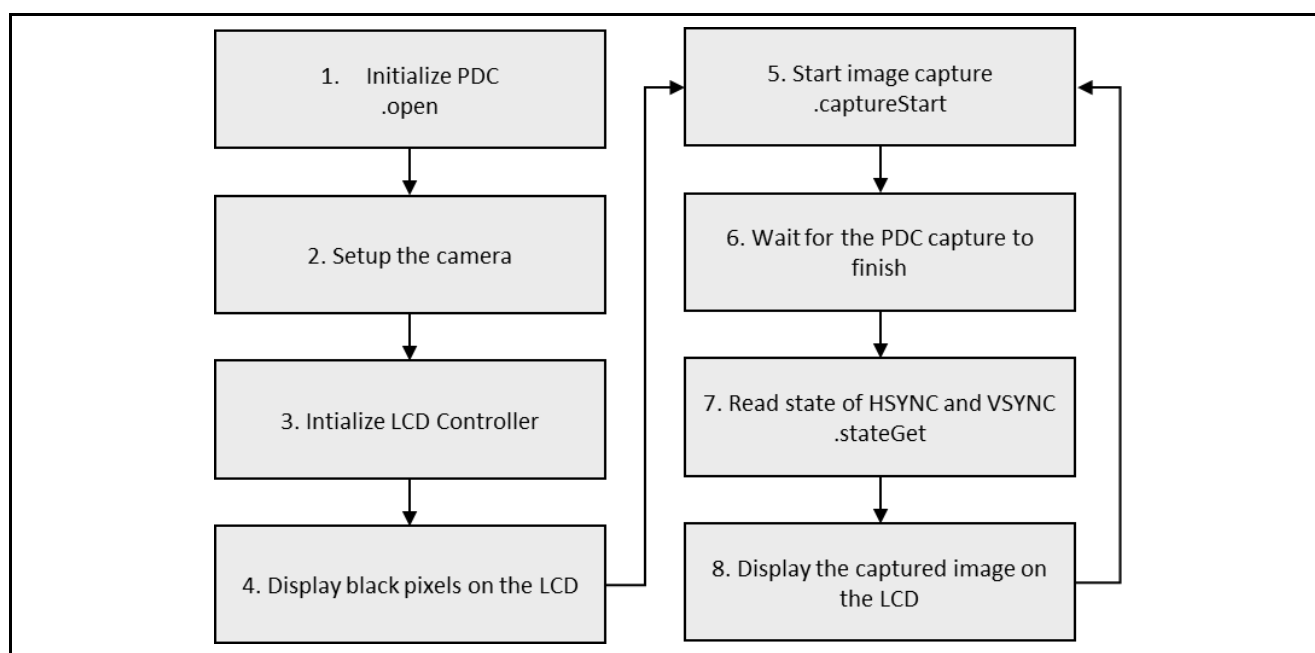 1. Initialize PDC
.open
2. Setup the camera
3. Intialize LCD Controller
4. Display black pixels on the LCD
5. Start image capture
.captureStart
6. Wait for the PDC capture to
finish
7. Read state of HSYNC and VSYNC
.stateGet
8. Display the captured image on
the LCD